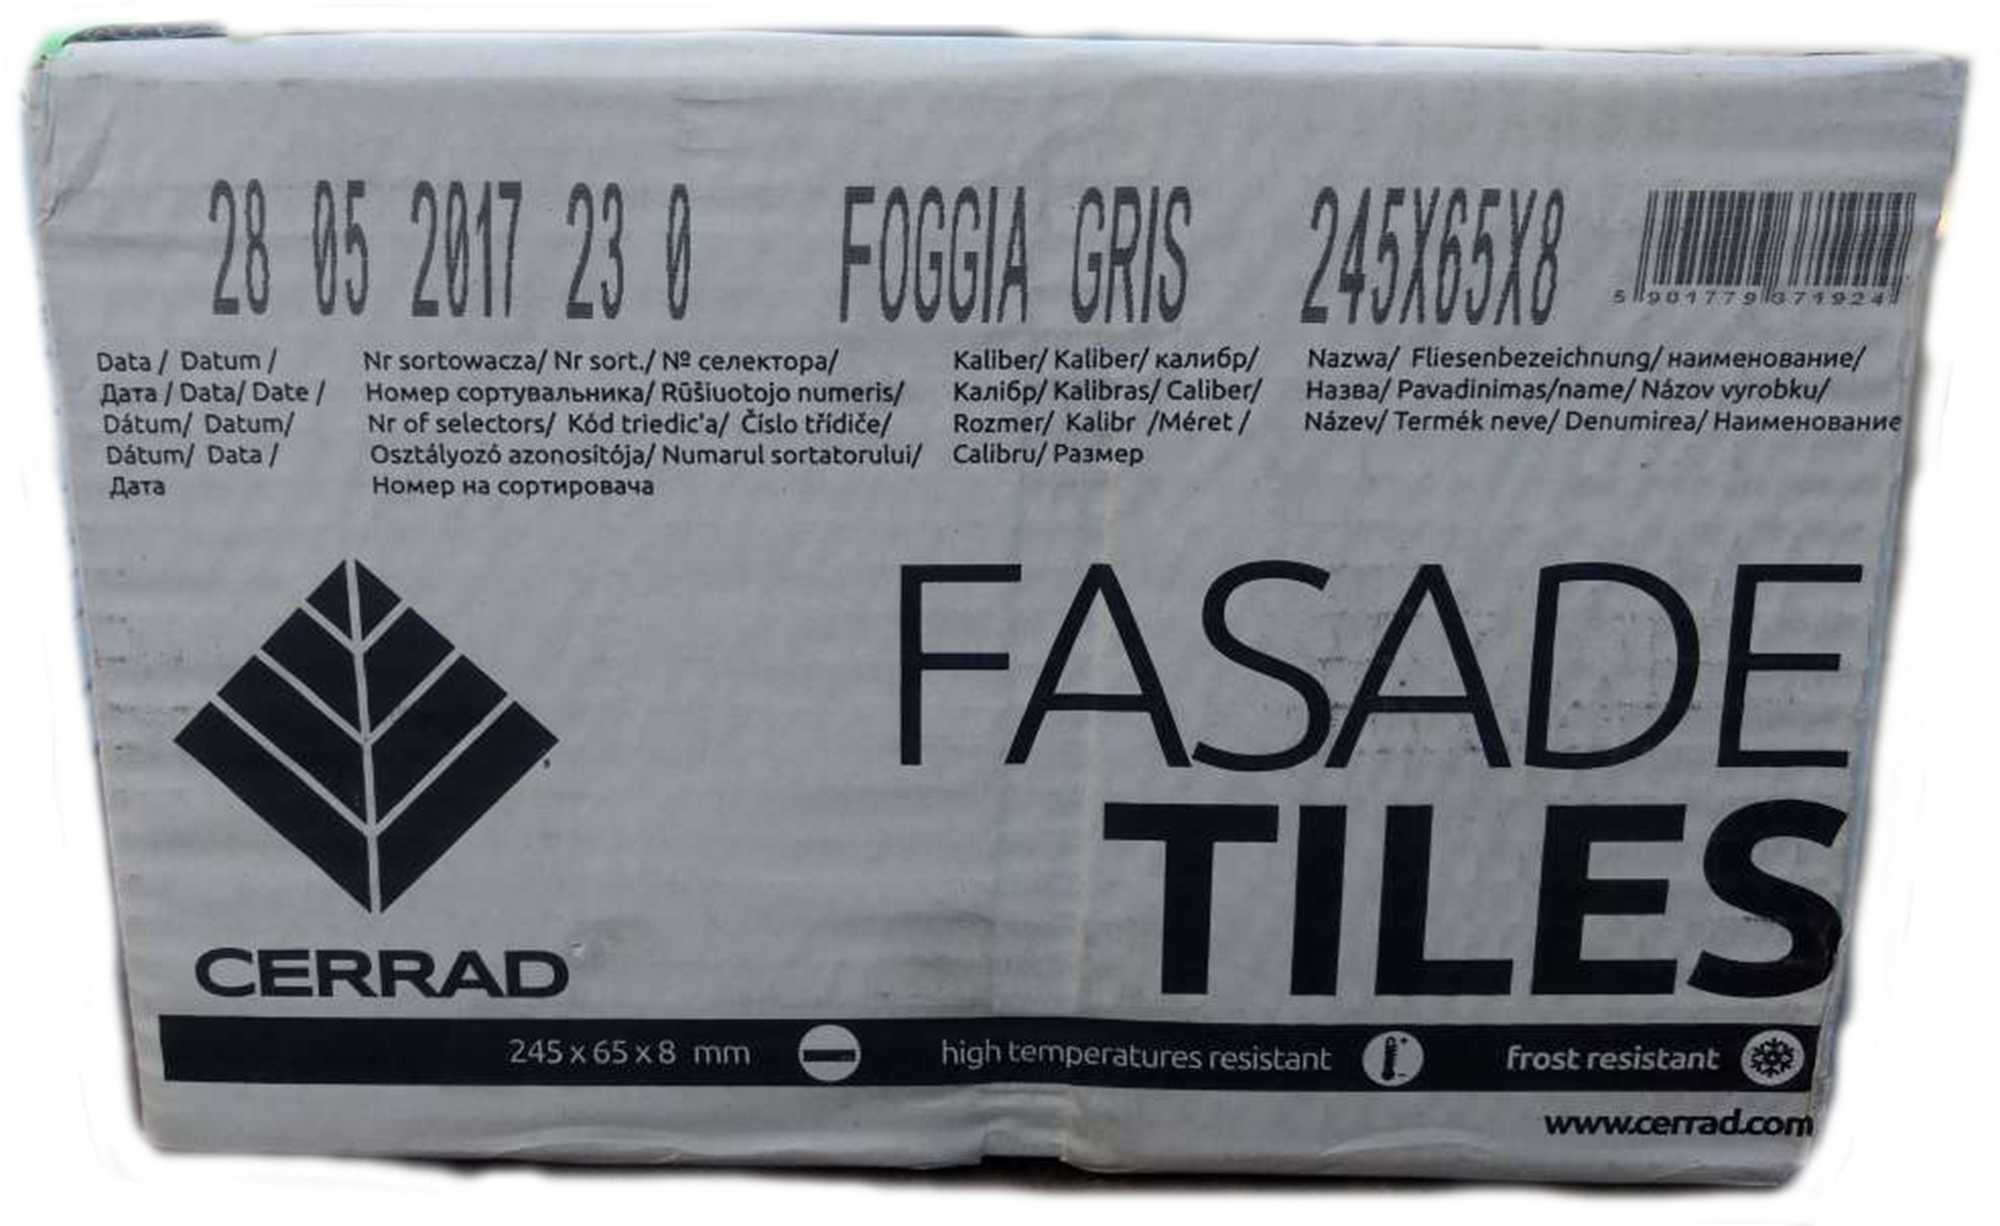 28 05 2017 23 0 FOGGIA GRIS 245X65X8
5 901779 371924
Data / Datum /
Дата / Data/ Date /
Dátum/ Datum/
Dátum/ Data /
Дата
Nr sortowacza/ Nr sort./ № селектора/
Номер сортувальника/ Rūšiuotojo numeris/
Nr of selectors/ Kód triedic'a/ Číslo třídiče/
Osztályozó azonosítója/ Numarul sortatorului/
Номер на сортировача
Kaliber/ Kaliber/ калибр/
Калібр/ Kalibras/ Caliber/
Rozmer/ Kalibr /Méret /
Calibru/ Размер
Nazwa/ Fliesenbezeichnung/ наименование/
Назва/ Pavadinimas/name/ Názov vyrobku/
Název/ Termék neve/ Denumirea/ Наименование
FASADE
TILES
CERRAD
245 x 65 x 8 mm high temperatures resistant frost resistant
www.cerrad.com